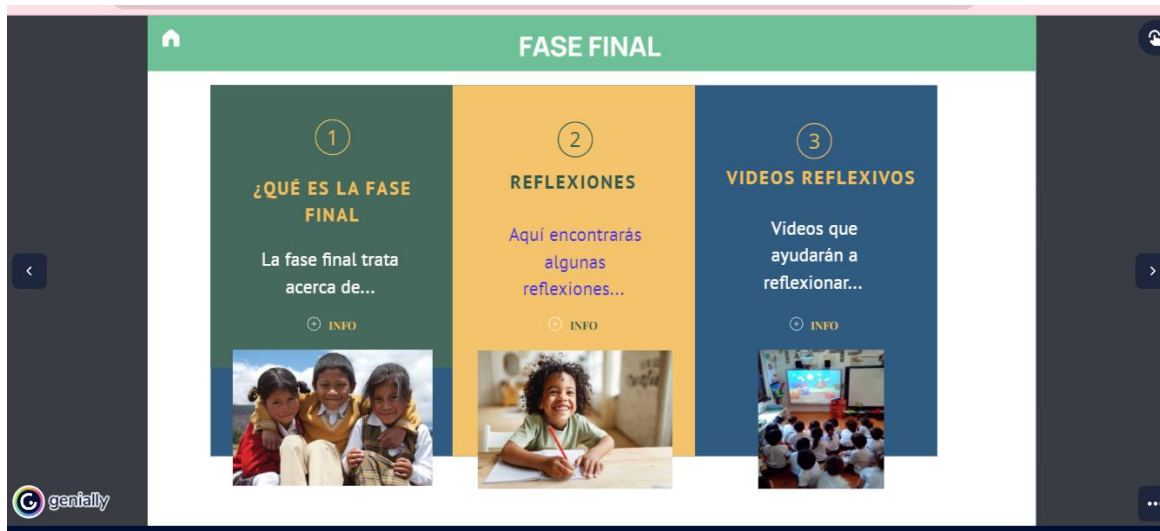 FASE FINAL
1
¿QUÉ ES LA FASE
FINAL
La fase final trata
acerca de...
INFO
2
REFLEXIONES
Aquí encontrarás
algunas
reflexiones...
INFO
3
VIDEOS REFLEXIVOS
Videos que
ayudarán a
reflexionar...
INFO
genially